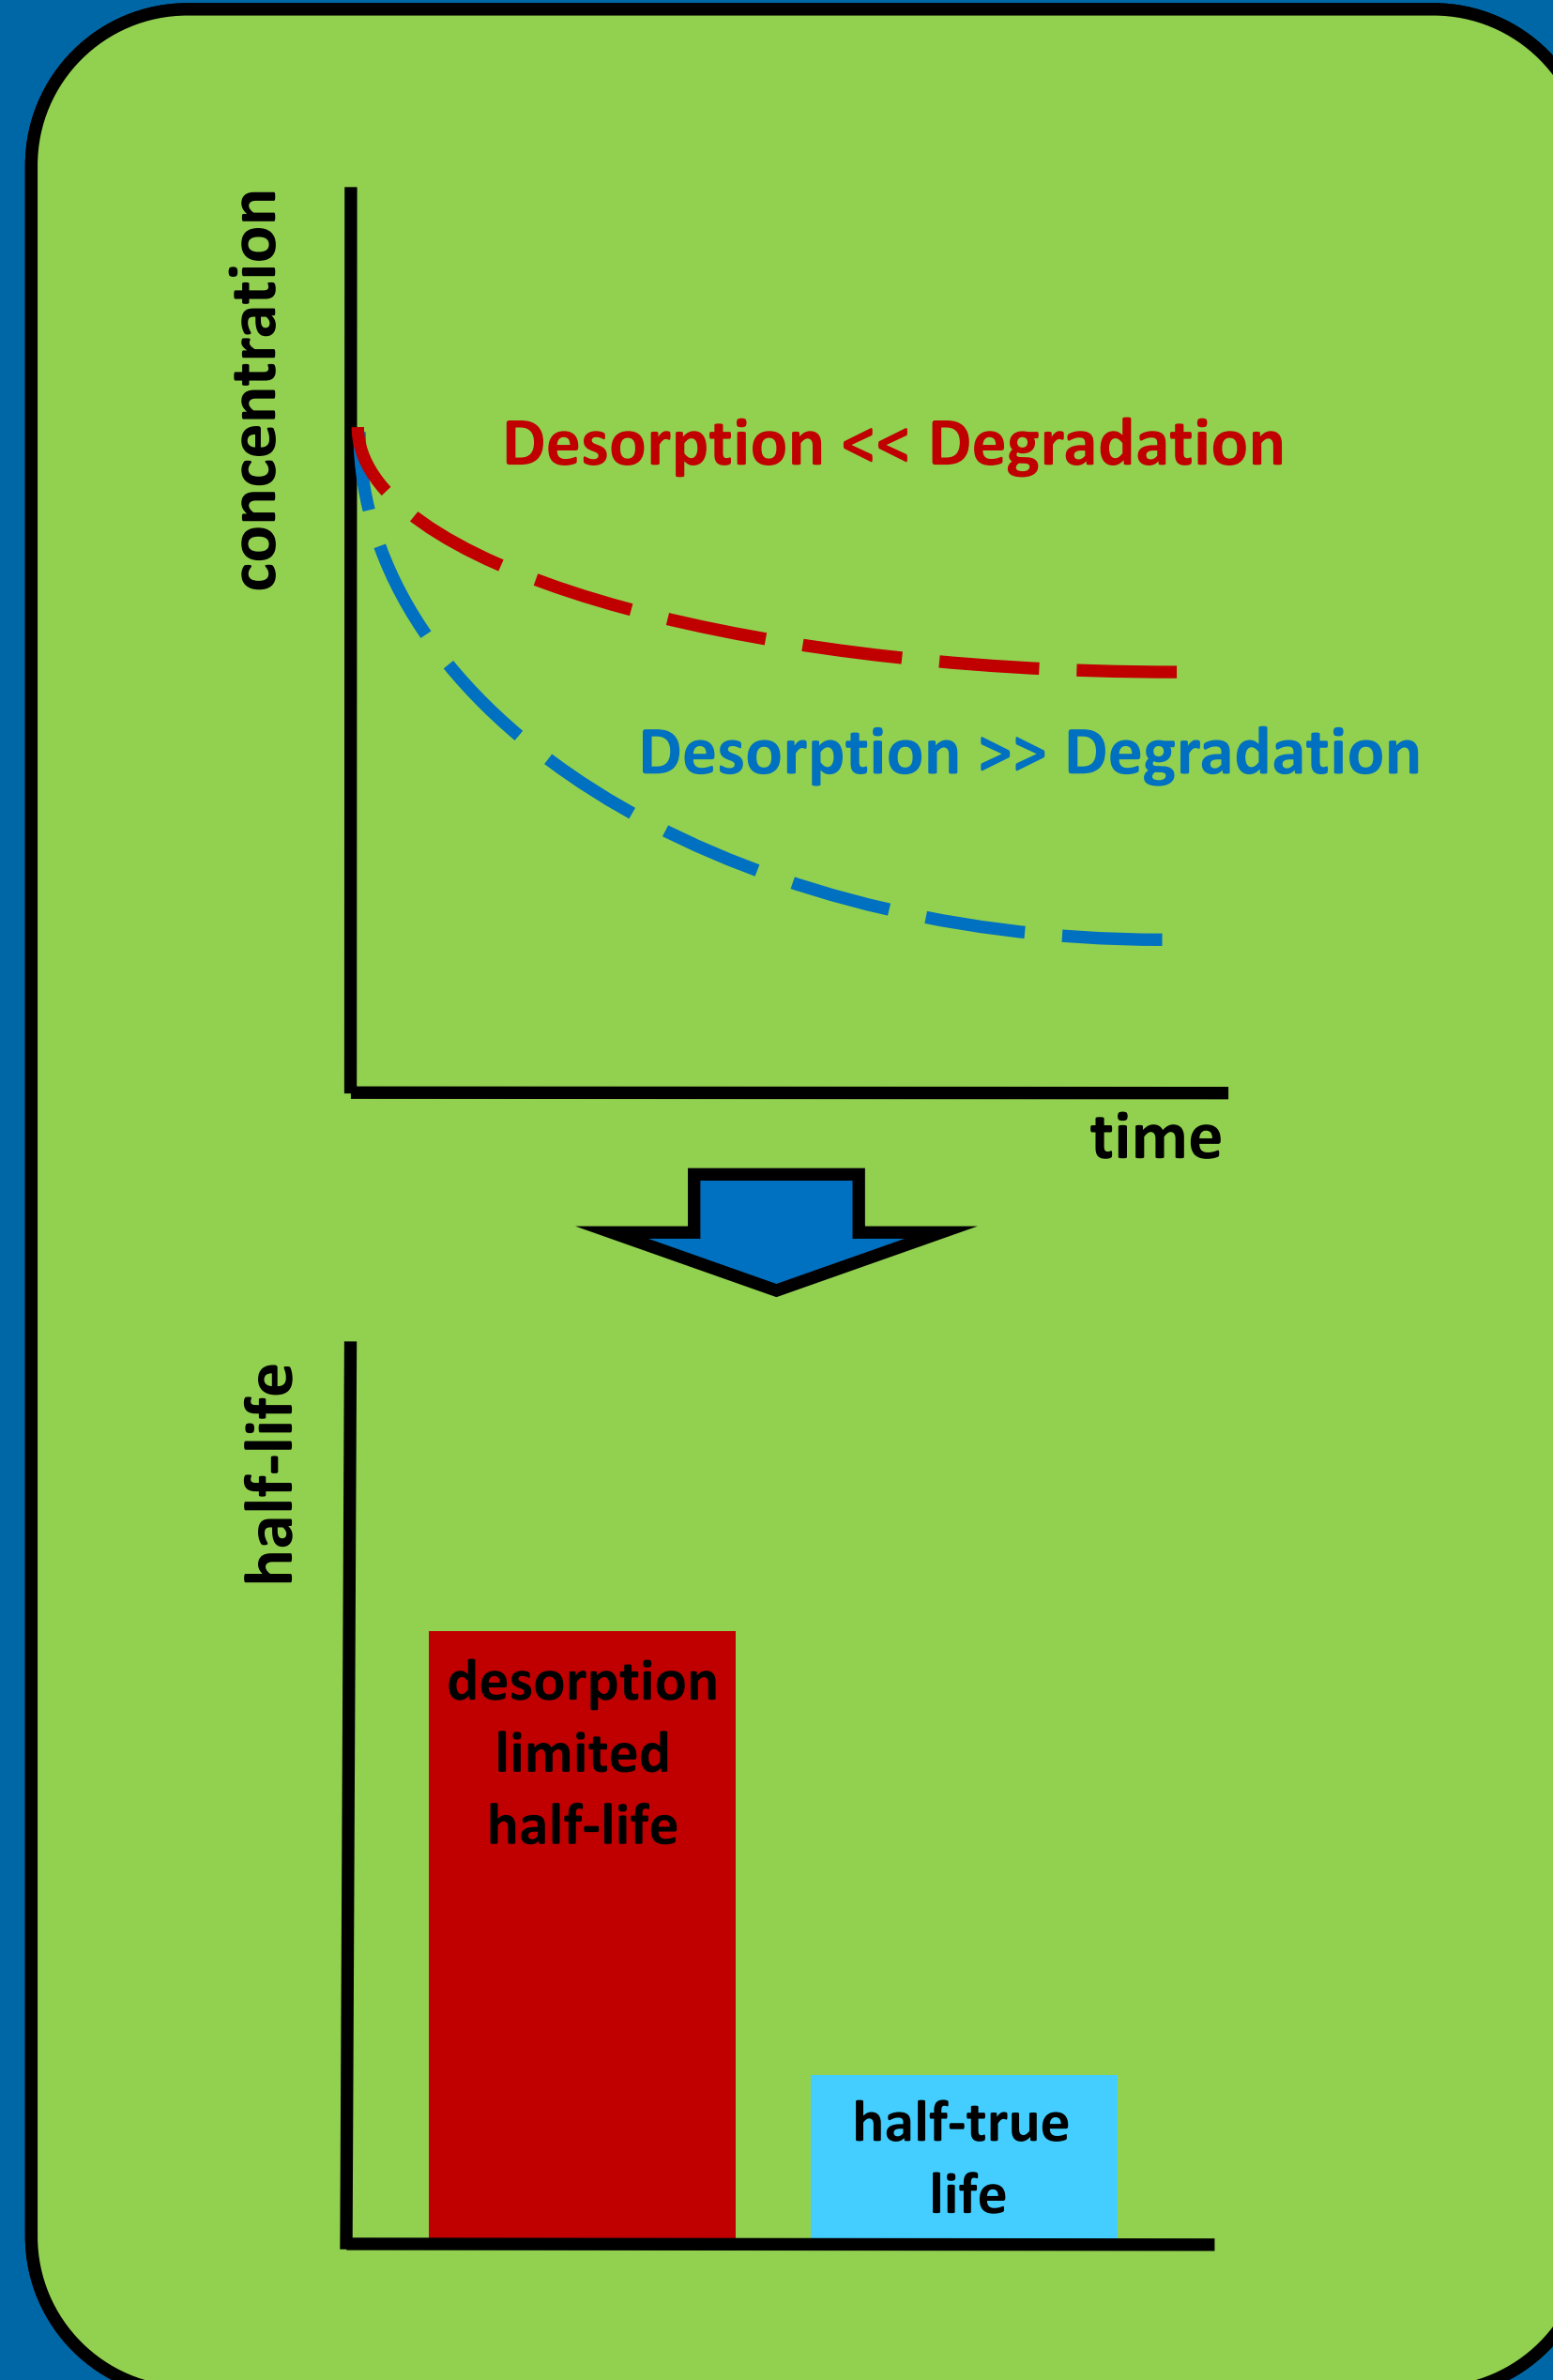 concentration
Desorption << Degradation
Desorption >> Degradation
time
half-life
desorption
limited
half-life
half-true
life